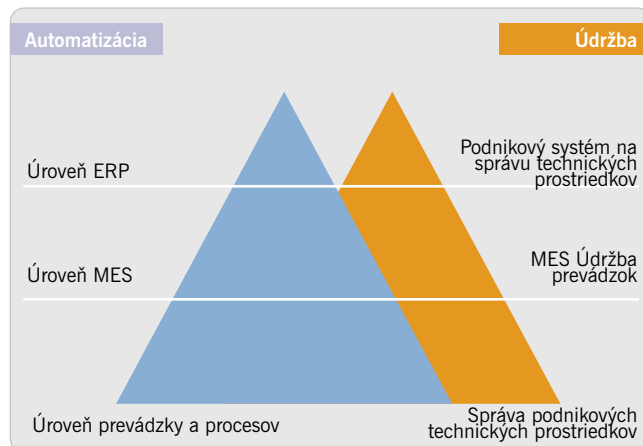 Automatizácia
Údržba
Úroveň ERP
Podnikový systém na
správu technických
prostriedkov
Úroveň MES
MES Údržba
prevádzok
Úroveň prevádzky a procesov
Správa podnikových
technických prostriedkov